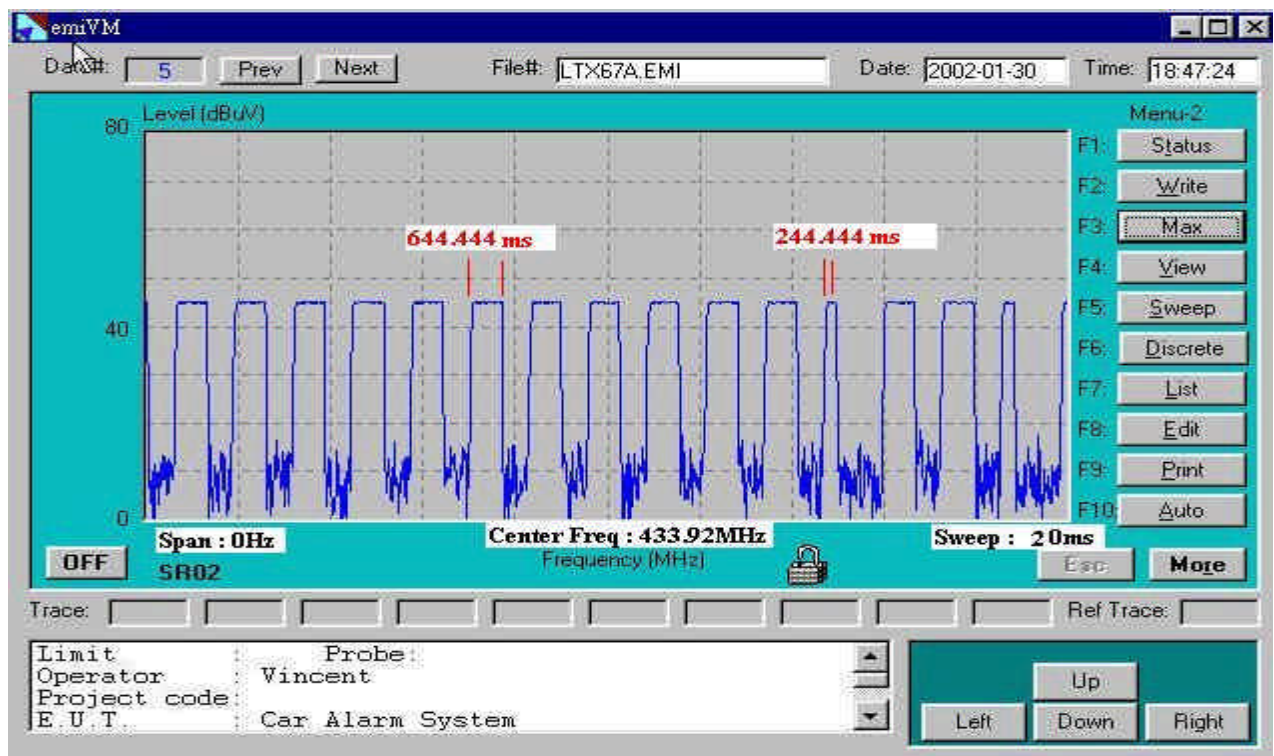 emiVM
Data#: 5 Prev Next File#: LTX67A.EMI Date: 2002-01-30 Time: 18:47:24
Level (dBuV) Menu-2
80
F1: Status
F2: Write
F3: Max
644.444 ms 244.444 ms
F4: View
F5: Sweep
40
F6: Discrete
F7: List
F8: Edit
F9: Print
F10: Auto
0
Span : 0Hz Center Freq : 433.92MHz Sweep : 20ms
OFF SR02 Frequency (MHz) Esc More
Trace: Ref Trace:
Limit : Probe:
Operator : Vincent
Project code:
E.U.T. : Car Alarm System
Up
Left Down Right